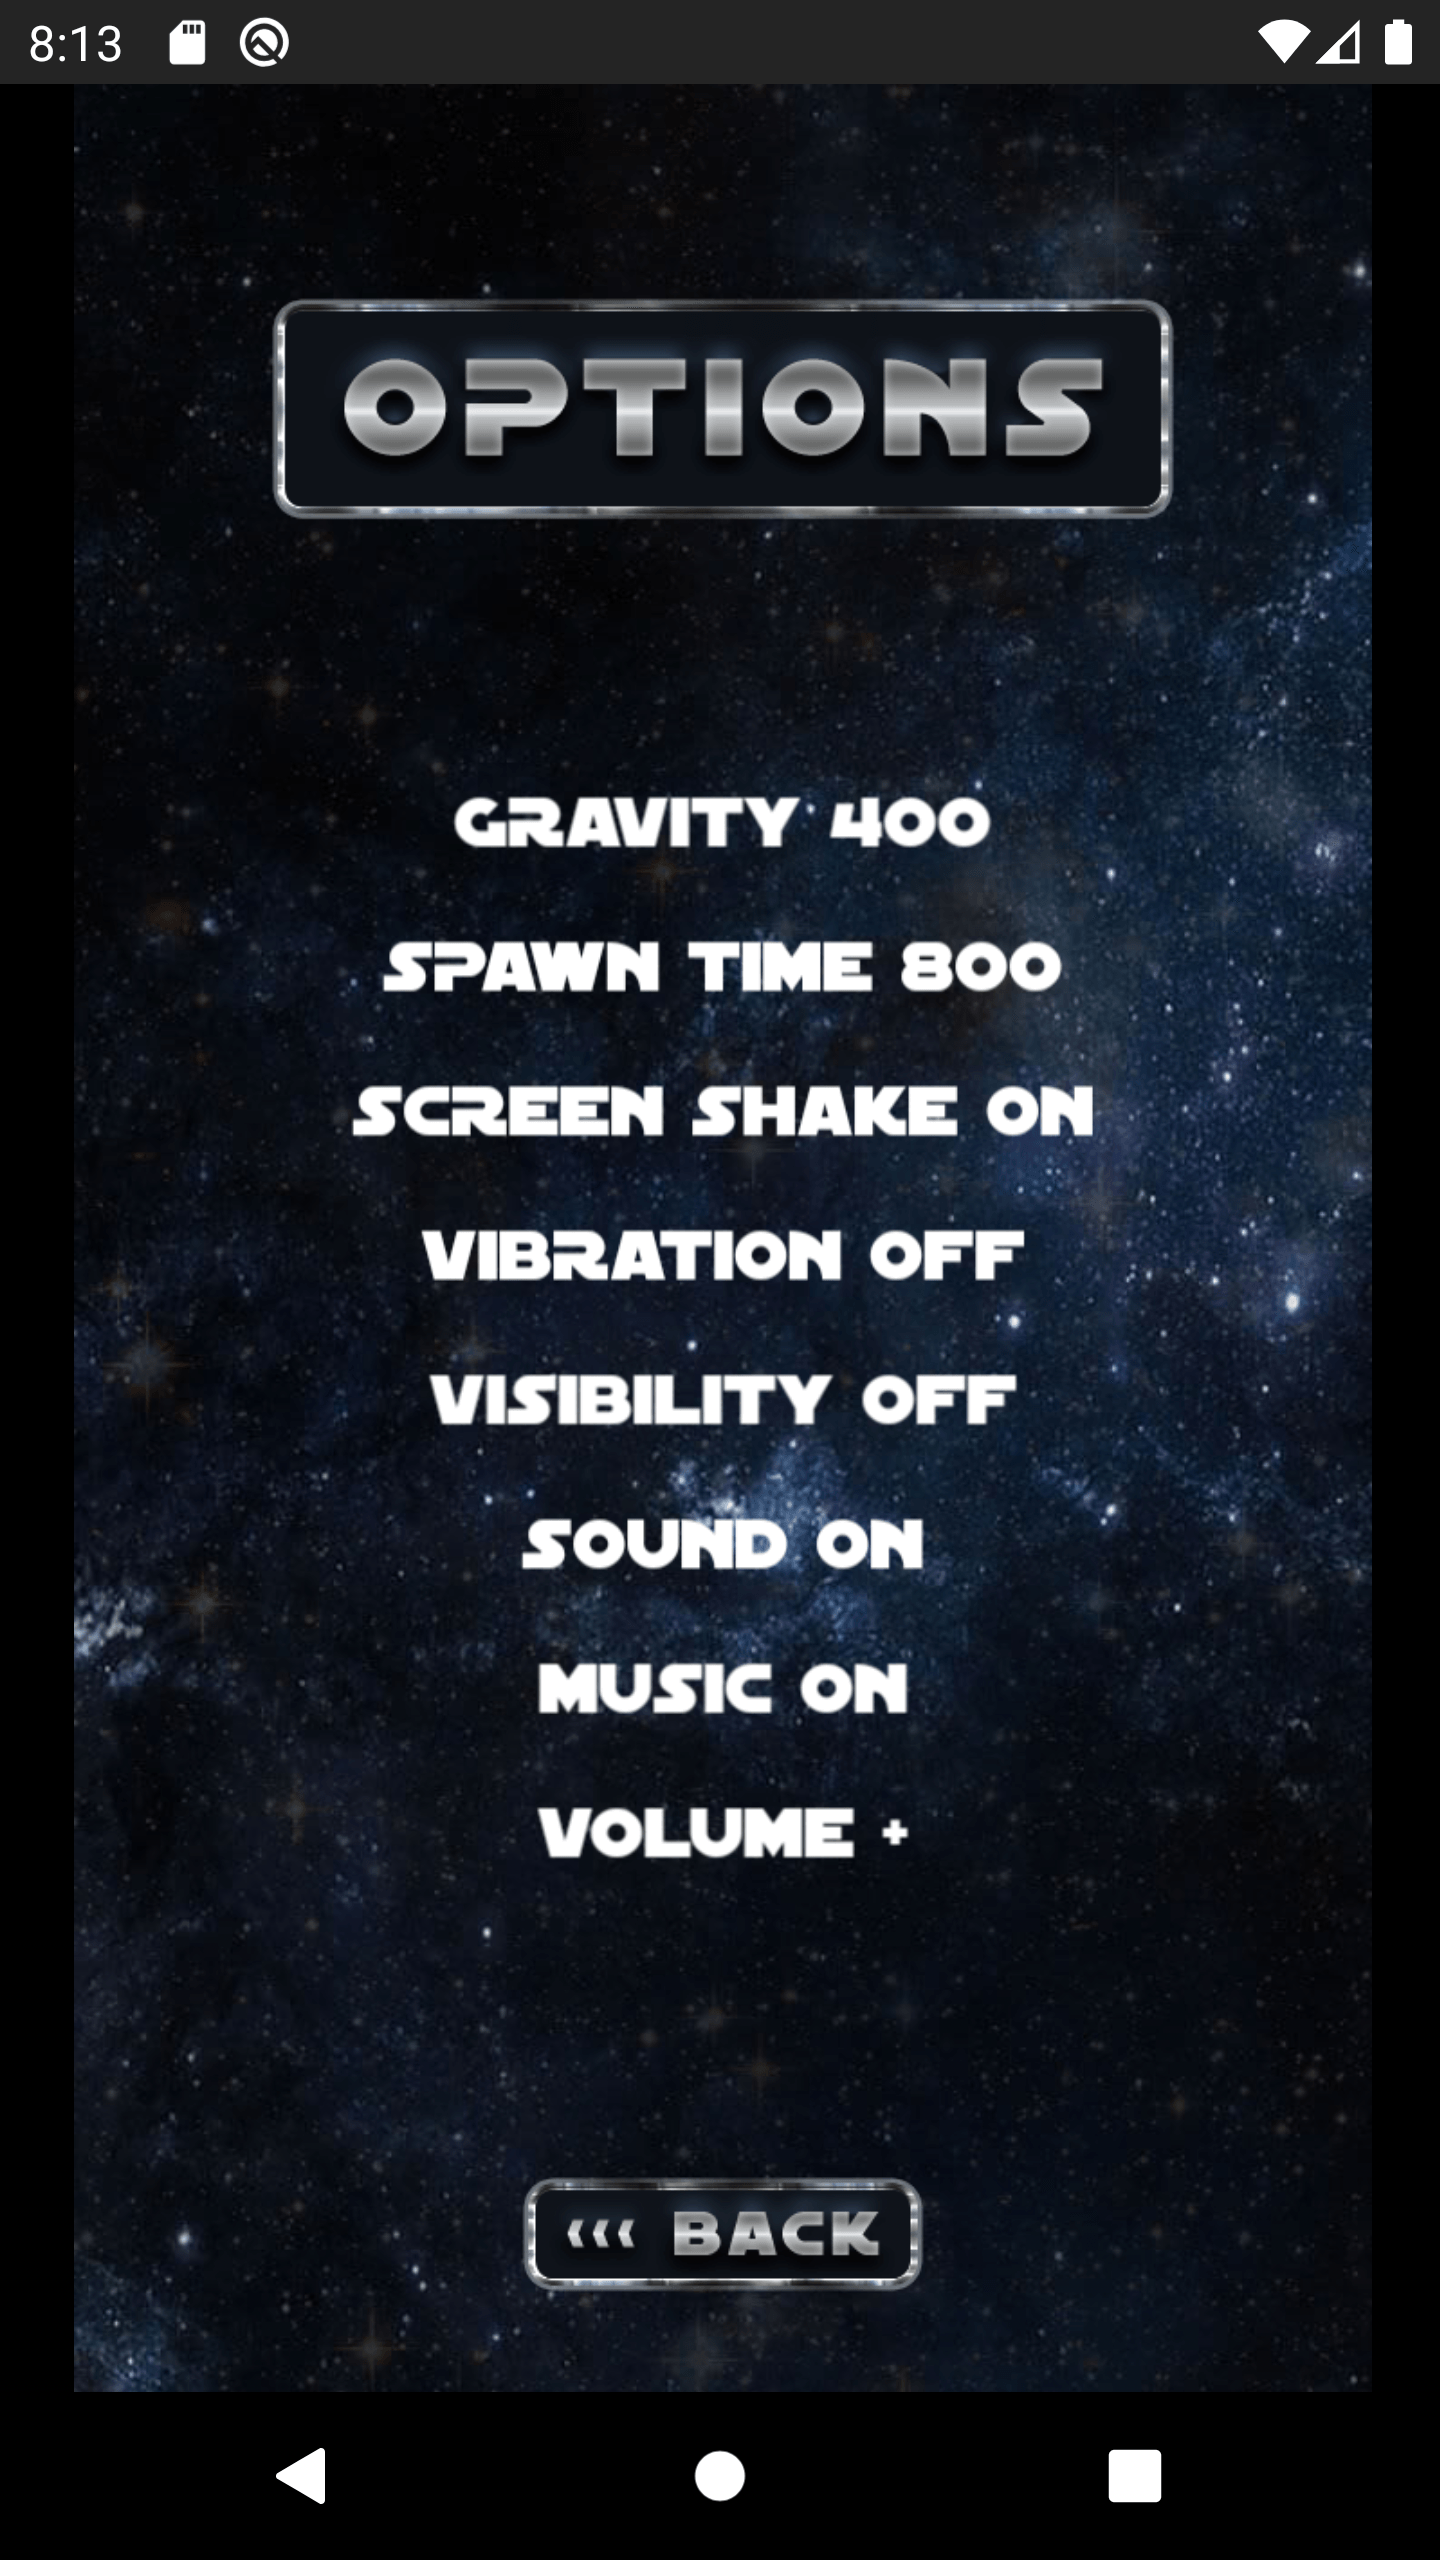 8:13
OPTIONS
GRAVITY 400
SPAWN TIME 800
SCREEN SHAKE ON
VIBRATION OFF
VISIBILITY OFF
SOUND ON
MUSIC ON
VOLUME +
‹‹‹ BACK